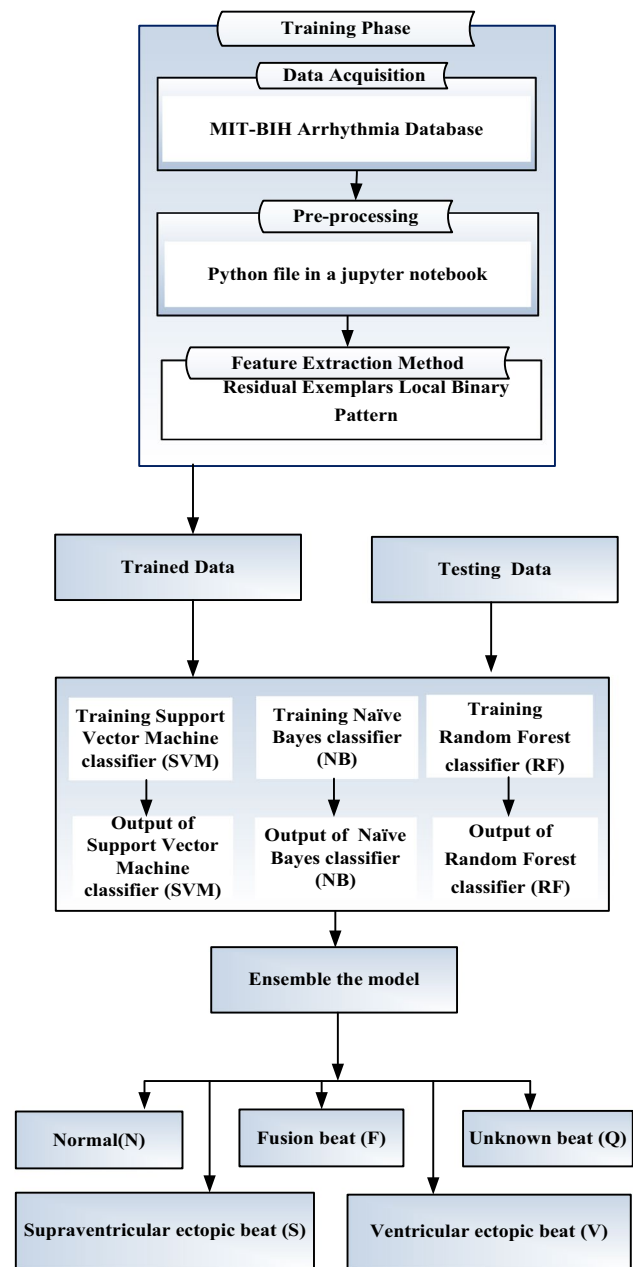 Training Phase
Data Acquisition
MIT-BIH Arrhythmia Database
Pre-processing
Python file in a jupyter notebook
Feature Extraction Method
Residual Exemplars Local Binary
Pattern
Trained Data
Testing Data
Training Support
Vector Machine
classifier (SVM)
Training Naïve
Bayes classifier
(NB)
Training
Random Forest
classifier (RF)
Output of
Support Vector
Machine
classifier (SVM)
Output of Naïve
Bayes classifier
(NB)
Output of
Random Forest
classifier (RF)
Ensemble the model
Normal(N)
Fusion beat (F)
Unknown beat (Q)
Supraventricular ectopic beat (S)
Ventricular ectopic beat (V)